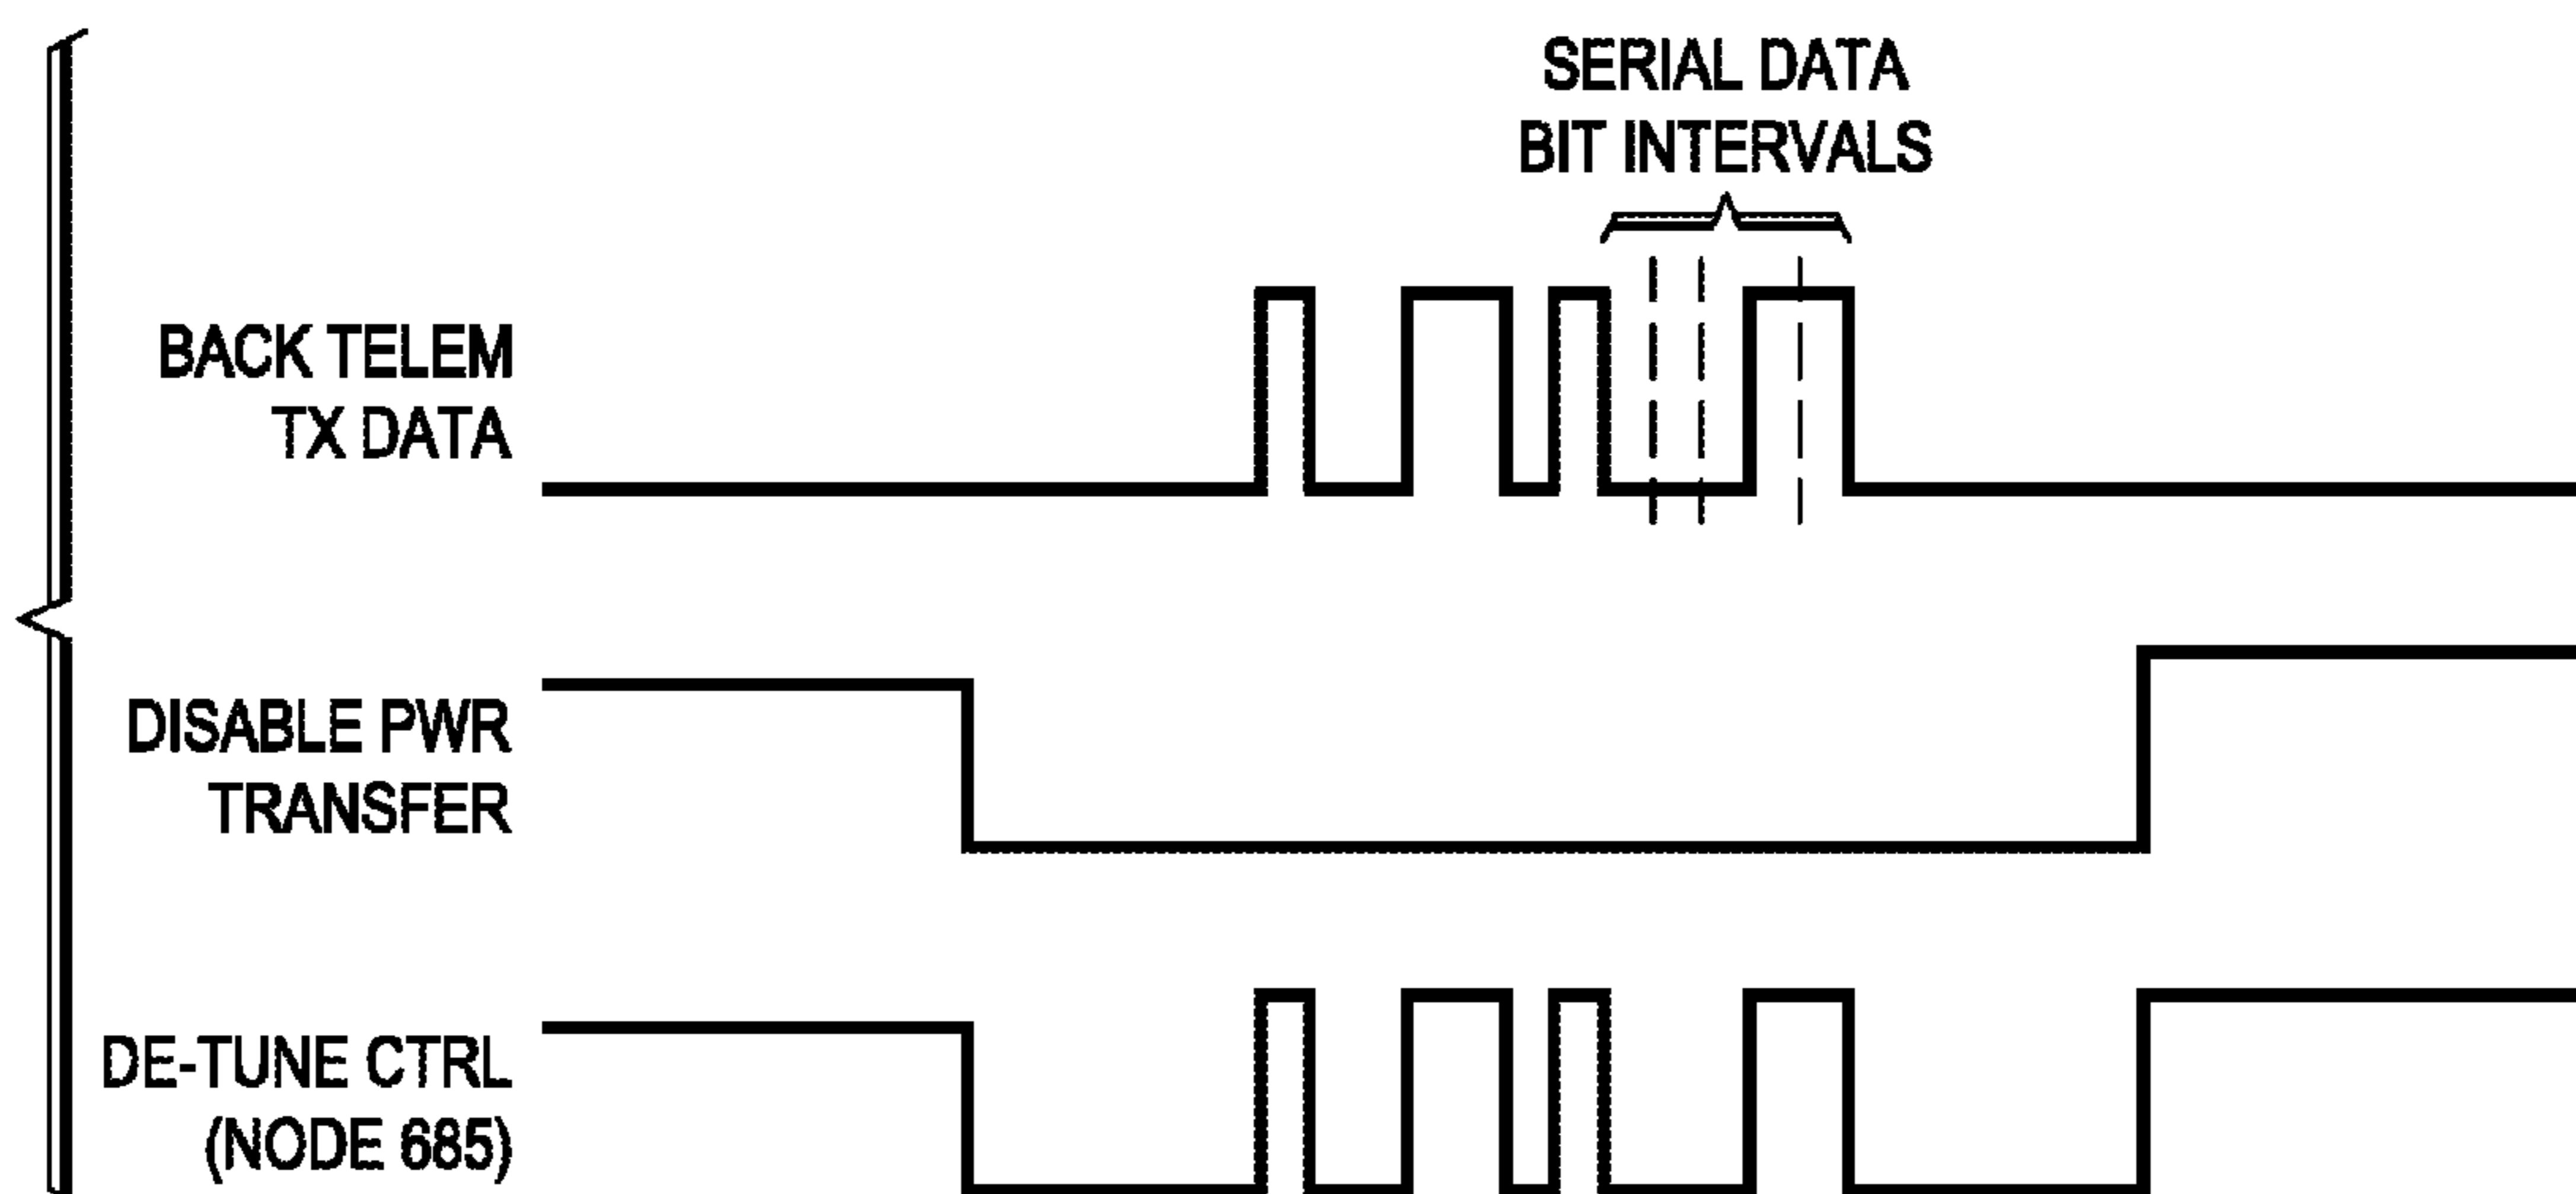 SERIAL DATA
BIT INTERVALS
BACK TELEM
TX DATA
DISABLE PWR
TRANSFER
DE-TUNE CTRL
(NODE 685)